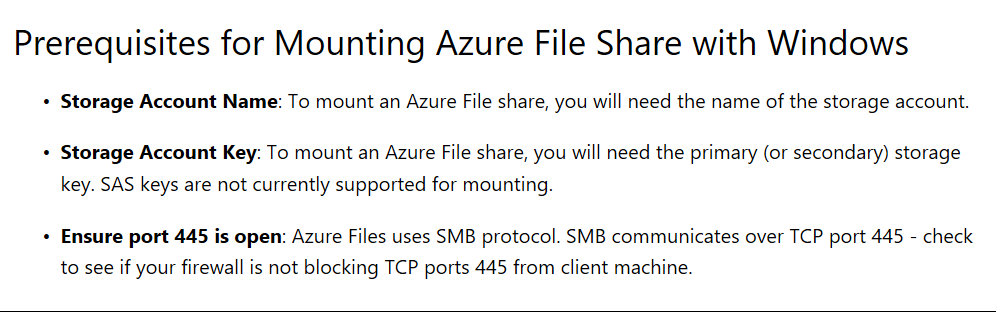 Prerequisites for Mounting Azure File Share with Windows
• Storage Account Name: To mount an Azure File share, you will need the name of the storage account.
• Storage Account Key: To mount an Azure File share, you will need the primary (or secondary) storage
key. SAS keys are not currently supported for mounting.
• Ensure port 445 is open: Azure Files uses SMB protocol. SMB communicates over TCP port 445 - check
to see if your firewall is not blocking TCP ports 445 from client machine.